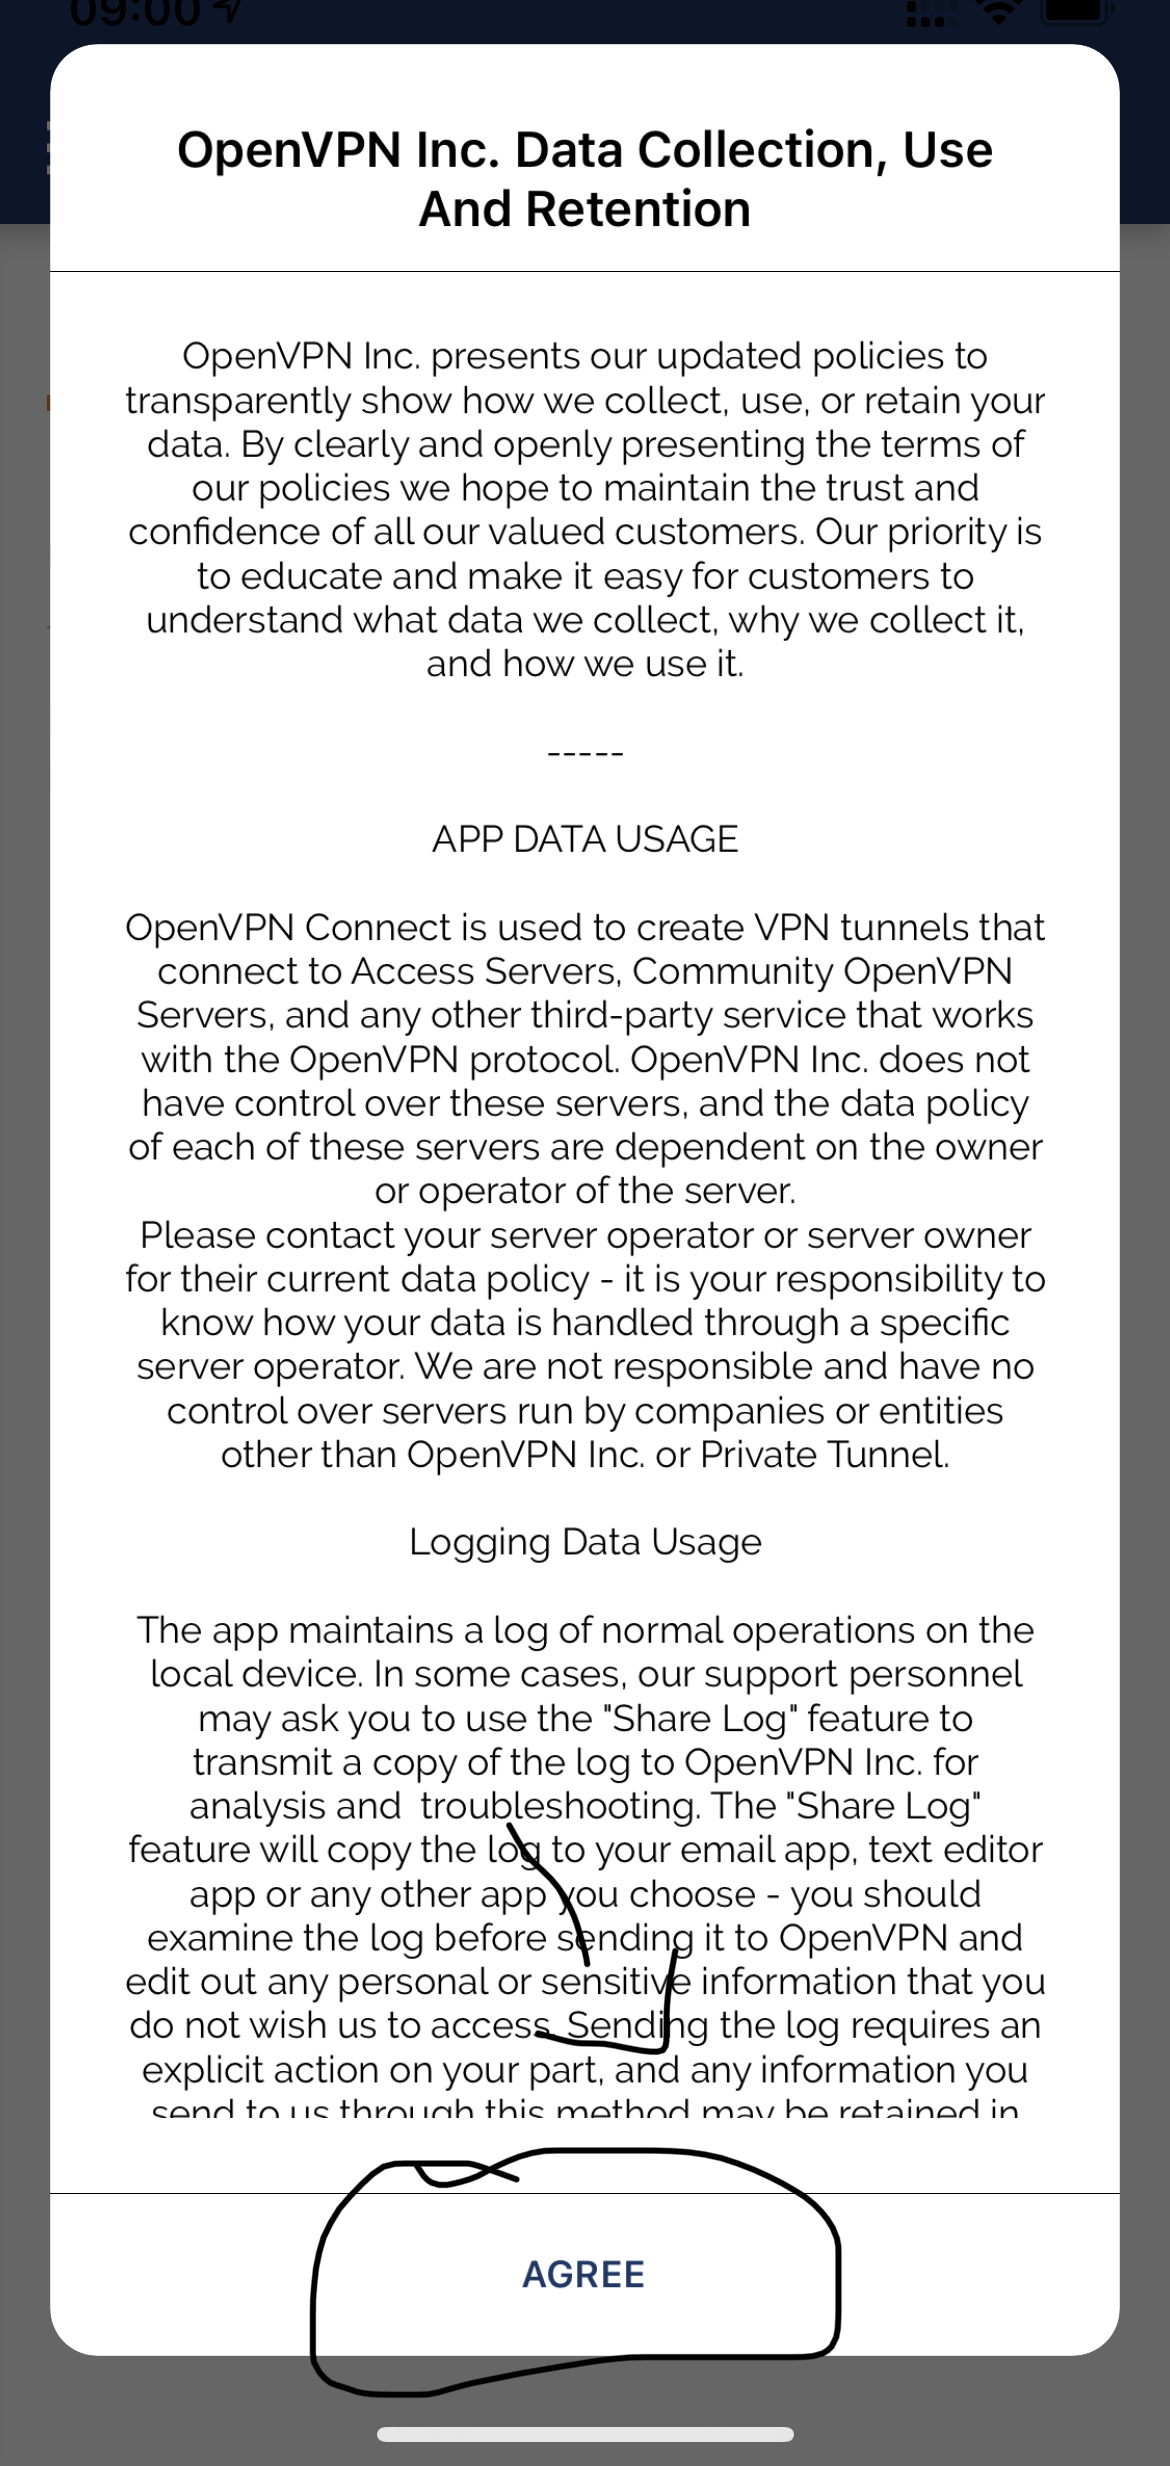 09:00
OpenVPN Inc. Data Collection, Use
And Retention
OpenVPN Inc. presents our updated policies to
transparently show how we collect, use, or retain your
data. By clearly and openly presenting the terms of
our policies we hope to maintain the trust and
confidence of all our valued customers. Our priority is
to educate and make it easy for customers to
understand what data we collect, why we collect it,
and how we use it.
-----
APP DATA USAGE
OpenVPN Connect is used to create VPN tunnels that
connect to Access Servers, Community OpenVPN
Servers, and any other third-party service that works
with the OpenVPN protocol. OpenVPN Inc. does not
have control over these servers, and the data policy
of each of these servers are dependent on the owner
or operator of the server.
Please contact your server operator or server owner
for their current data policy - it is your responsibility to
know how your data is handled through a specific
server operator. We are not responsible and have no
control over servers run by companies or entities
other than OpenVPN Inc. or Private Tunnel.
Logging Data Usage
The app maintains a log of normal operations on the
local device. In some cases, our support personnel
may ask you to use the "Share Log" feature to
transmit a copy of the log to OpenVPN Inc. for
analysis and  troubleshooting. The "Share Log"
feature will copy the log to your email app, text editor
app or any other app you choose - you should
examine the log before sending it to OpenVPN and
edit out any personal or sensitive information that you
do not wish us to access. Sending the log requires an
explicit action on your part, and any information you
send to us through this method may be retained in
AGREE